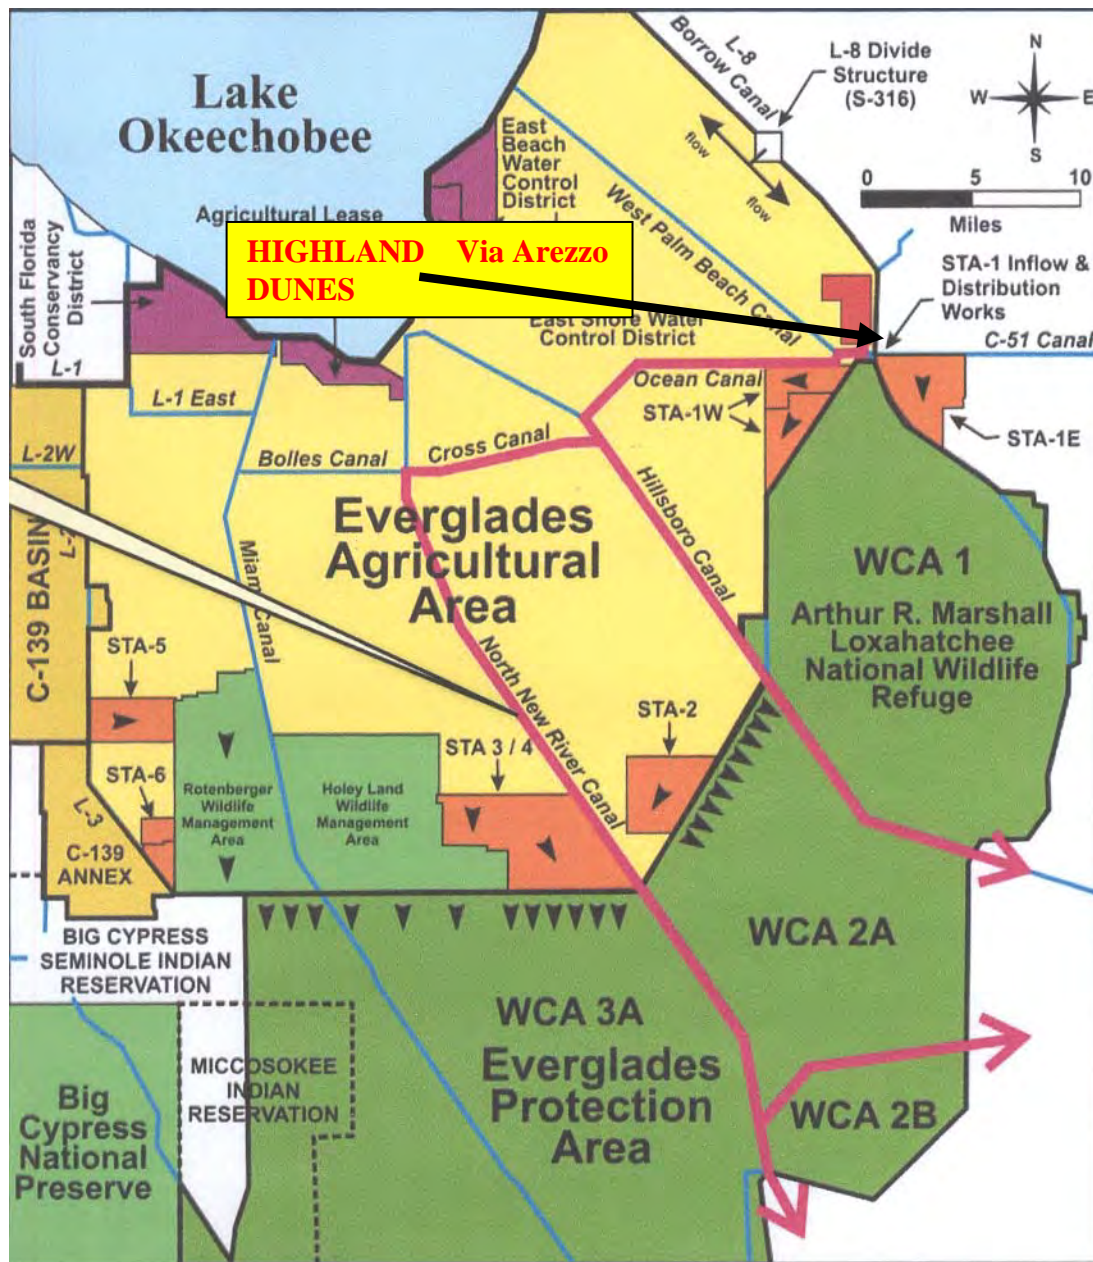 Lake
Okeechobee
L-8
Borrow Canal
L-8 Divide
Structure
(S-316)
N
W
E
S
0
5
10
Miles
flow
flow
East
Beach
Water
Control
District
Agricultural Lease
West Palm Beach Canal
STA-1 Inflow &
Distribution
Works
C-51 Canal
South Florida
Conservancy
District
HIGHLAND Via Arezzo
DUNES
East Shore Water
Control District
L-1
L-1 East
Ocean Canal
STA-1W
STA-1E
L-2W
Bolles Canal
Cross Canal
Hillsboro Canal
Everglades
Agricultural
Area
C-139 BASIN
Canal
North New River Canal
WCA 1
Arthur R. Marshall
Loxahatchee
National Wildlife
Refuge
STA-5
STA-2
STA 3 / 4
STA-6
Rotenberger
Wildlife
Management
Area
Holey Land
Wildlife
Management
Area
L-3
C-139
ANNEX
WCA 2A
BIG CYPRESS
SEMINOLE INDIAN
RESERVATION
WCA 3A
Everglades
Protection
Area
MICCOSOKEE
INDIAN
RESERVATION
WCA 2B
Big
Cypress
National
Preserve